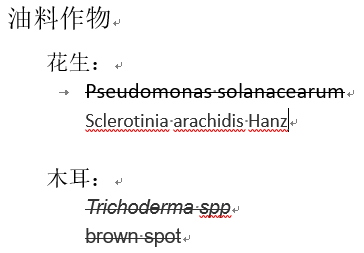 油料作物
花生：
Pseudomonas solanacearum
Sclerotinia arachidis Hanz
木耳：
Trichoderma spp
brown spot